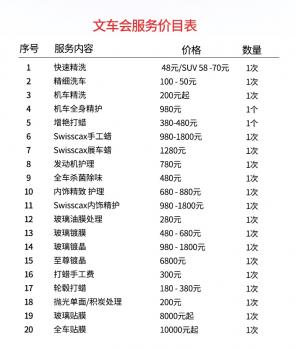 文车会服务价目表
序号 服务内容 价格 数量
1 快速精洗 48元/SUV 58 -70元 1次
2 精细洗车 100 - 50元 1次
3 机车精洗 200元起 1次
4 机车全身精护 980元 1个
5 增艳打蜡 380-480元 1个
6 Swisscax手工蜡 980-1800元 1次
7 Swisscax展车蜡 1280元 1次
8 发动机护理 780元 1次
9 全车杀菌除味 480元 1次
10 内饰精致 护理 680 - 880元 1次
11 Swisscax内饰精护 980 -1800元 1次
12 玻璃油膜处理 280元 1次
13 玻璃镀膜 480 - 680元 1次
14 玻璃镀晶 980 - 1800元 1次
15 至尊镀晶 6800元 1次
16 打蜡手工费 300元 1次
17 轮毂打蜡 180 - 380元 1次
18 抛光单面/积炭处理 200元 1次
19 玻璃贴膜 8000元起 1次
20 全车贴膜 10000元起 1次